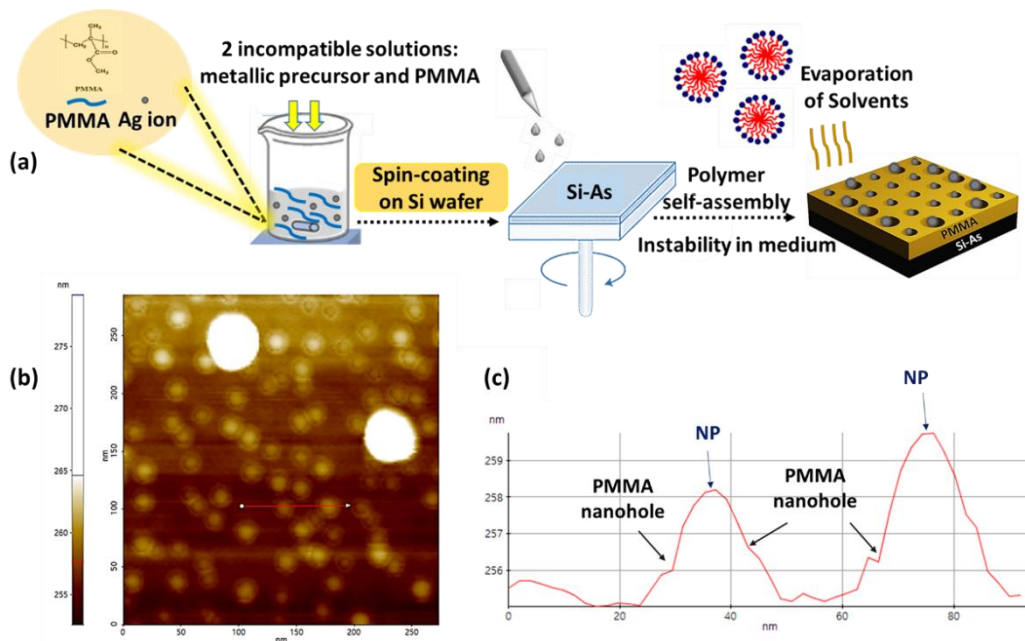 CH₃
CH₃
n
O
O
CH₃
PMMA
PMMA Ag ion
2 incompatible solutions:
metallic precursor and PMMA
(a)
Spin-coating
on Si wafer
Si-As
Polymer
self-assembly
Instability in medium
Evaporation
of Solvents
PMMA
Si-As
(b)
nm
275
270
265
260
255
nm
250
200
150
100
50
0
0
50
100
150
200
250
nm
(c)
nm
259
258
257
256
0
20
40
60
80
nm
NP
NP
PMMA
nanohole
PMMA
nanohole